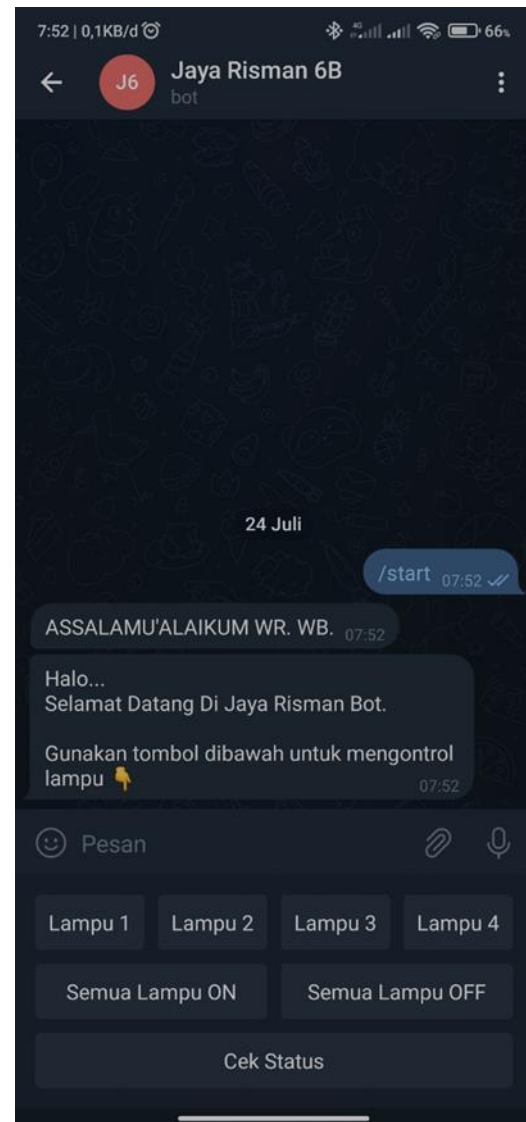 7:52 | 0,1KB/d
4G
66%
J6
Jaya Risman 6B
bot
24 Juli
/start 07:52
ASSALAMU'ALAIKUM WR. WB. 07:52
Halo...
Selamat Datang Di Jaya Risman Bot.
Gunakan tombol dibawah untuk mengontrol
lampu 👇 07:52
Pesan
Lampu 1 Lampu 2 Lampu 3 Lampu 4
Semua Lampu ON Semua Lampu OFF
Cek Status